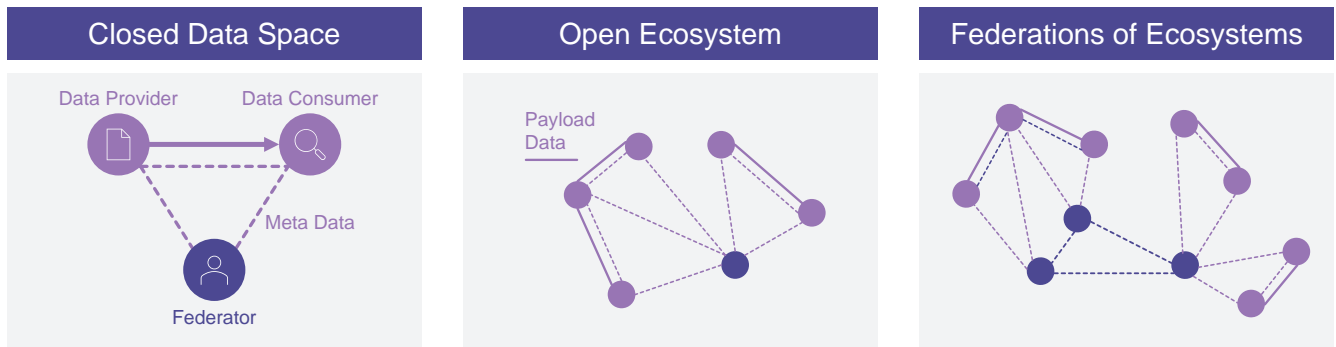 Closed Data Space
Data Provider
Data Consumer
Meta Data
Federator
Open Ecosystem
Payload
Data
Federations of Ecosystems